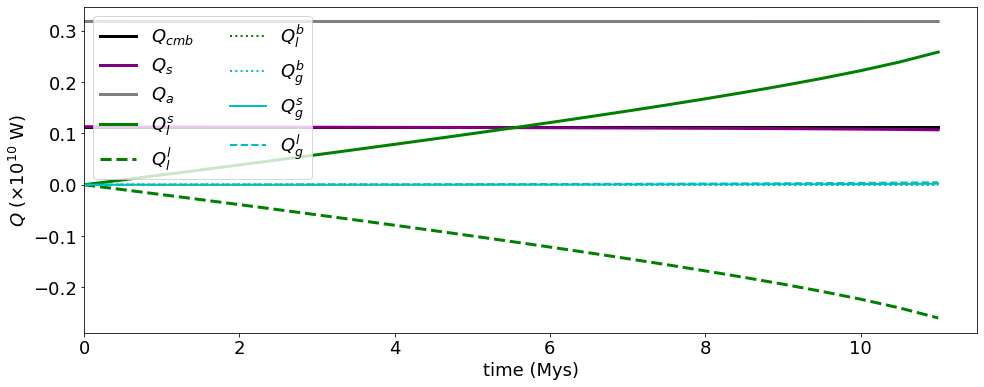 0.3
0.2
0.1
0.0
−0.1
−0.2
Q (×10^10 W)
Q_cmb
Q_s
Q_a
Q_l^s
Q_l^l
Q_l^b
Q_g^b
Q_g^s
Q_g^l
0 2 4 6 8 10
time (Mys)